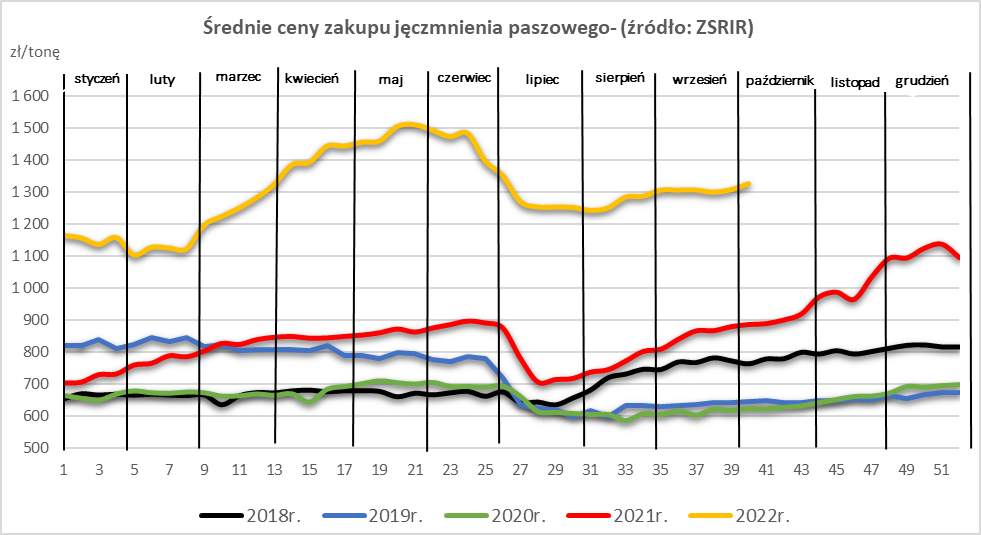 Średnie ceny zakupu jęczmnienia paszowego- (źródło: ZSRIR)
zł/tonę
styczeń luty marzec kwiecień maj czerwiec lipiec sierpień wrzesień październik listopad grudzień
1 600
1 500
1 400
1 300
1 200
1 100
1 000
900
800
700
600
500
1 3 5 7 9 11 13 15 17 19 21 23 25 27 29 31 33 35 37 39 41 43 45 47 49 51
2018r. 2019r. 2020r. 2021r. 2022r.